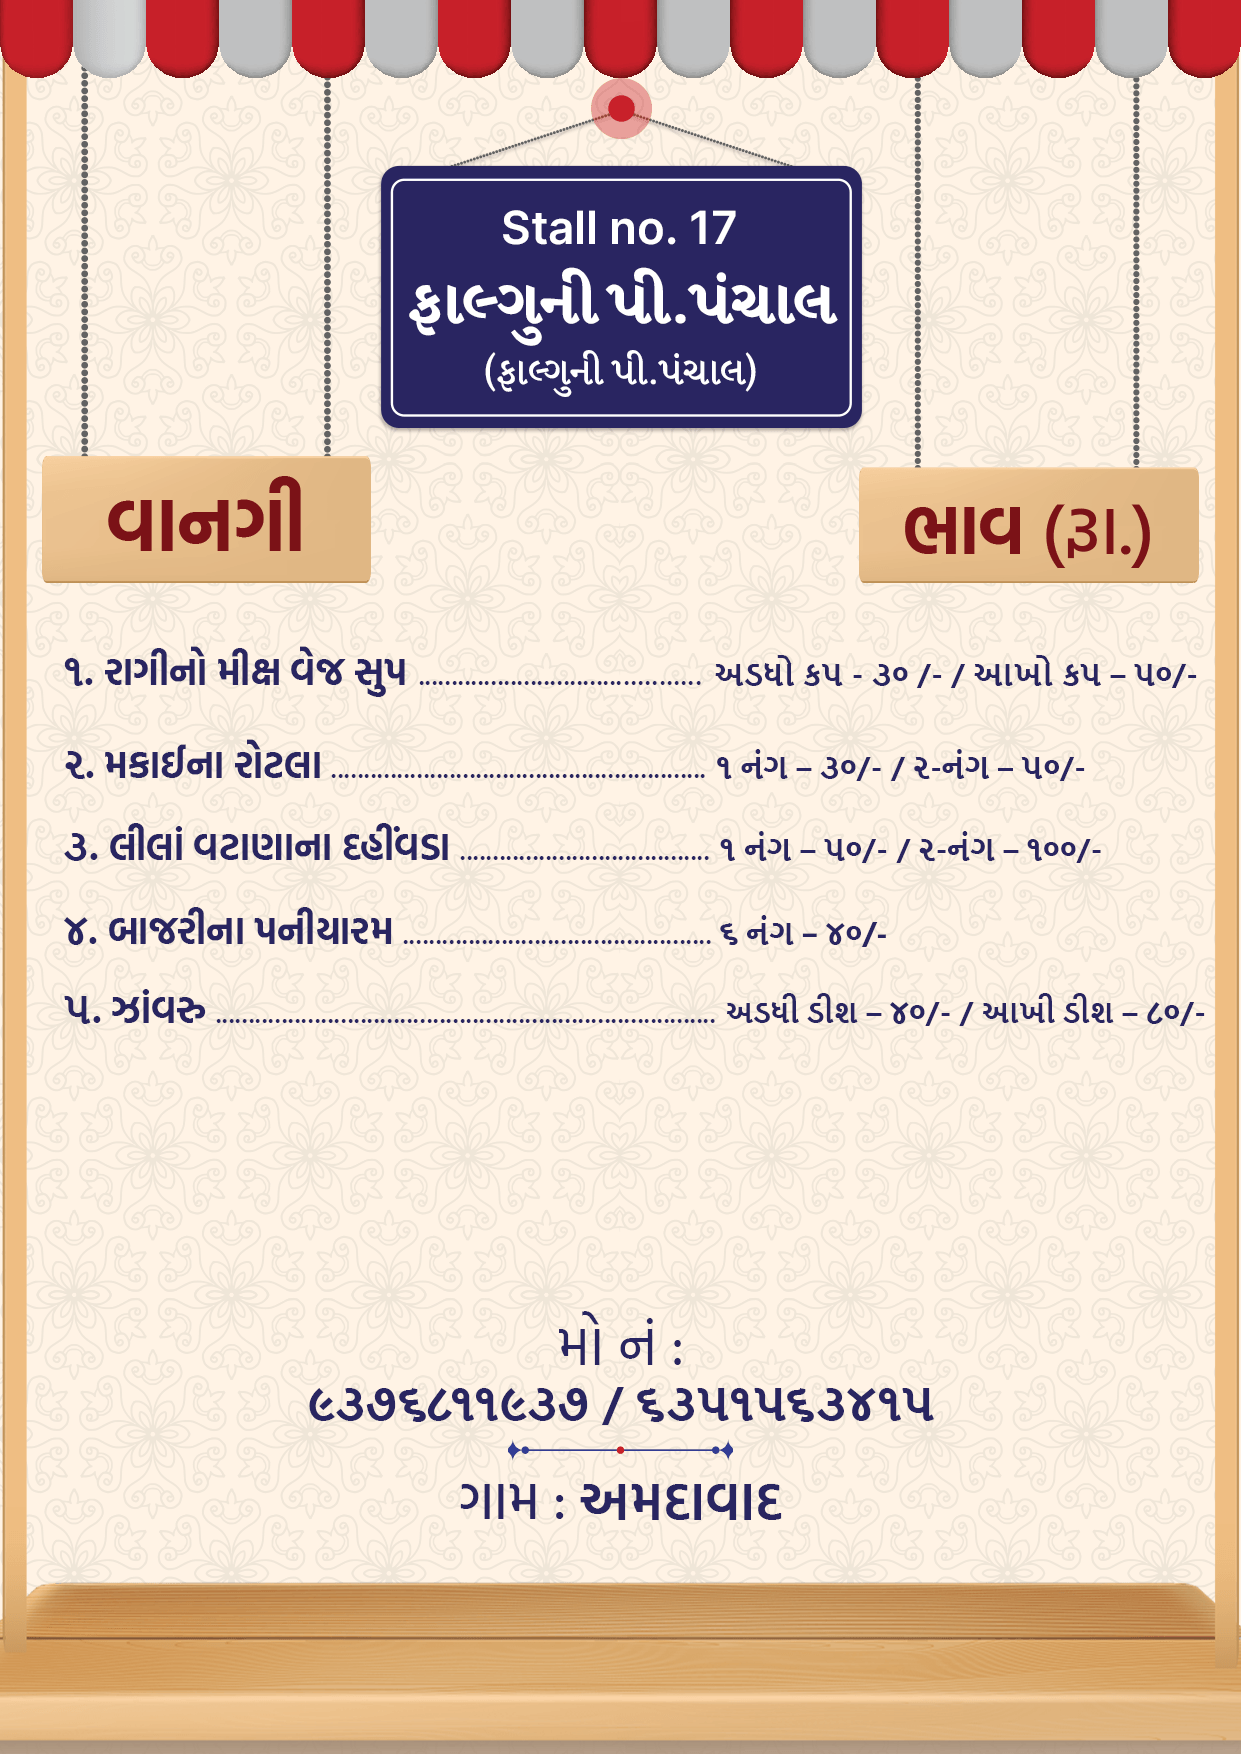 Stall no. 17
ફાલ્ગુની પી.પંચાલ
(ફાલ્ગુની પી.પંચાલ)
વાનગી
ભાવ (રૂા.)
૧. રાગીનો મીક્ષ વેજ સુપ ............................................ અડધો કપ - ૩૦ /- / આખો કપ – ૫૦/-
૨. મકાઈના રોટલા .......................................................... ૧ નંગ – ૩૦/- / ૨-નંગ – ૫૦/-
૩. લીલાં વટાણાના દહીંવડા ...................................... ૧ નંગ – ૫૦/- / ૨-નંગ – ૧૦૦/-
૪. બાજરીના પનીયારમ ............................................... ૬ નંગ – ૪૦/-
૫. ઝાંવરુ ............................................................................. અડધી ડીશ – ૪૦/- / આખી ડીશ – ૮૦/-
મો નં :
૯૩૭૬૮૧૧૯૩૭ / ૬૩૫૧૫૬૩૪૧૫
ગામ : અમદાવાદ